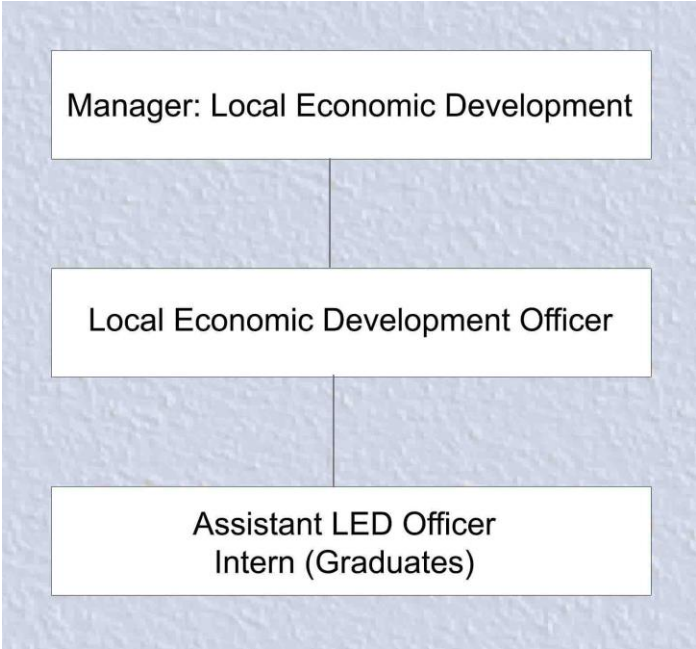 Manager: Local Economic Development
Local Economic Development Officer
Assistant LED Officer
Intern (Graduates)